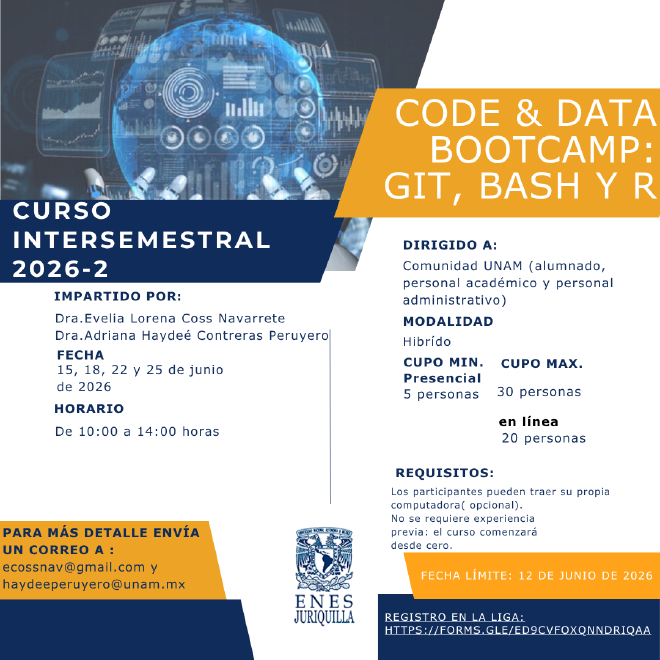 CODE & DATA
BOOTCAMP:
GIT, BASH Y R
CURSO
INTERSEMESTRAL
2026-2
IMPARTIDO POR:
Dra.Evelia Lorena Coss Navarrete
Dra.Adriana Haydeé Contreras Peruyero
FECHA
15, 18, 22 y 25 de junio
de 2026
HORARIO
De 10:00 a 14:00 horas
DIRIGIDO A:
Comunidad UNAM (alumnado,
personal académico y personal
administrativo)
MODALIDAD
Hibrído
CUPO MIN.
Presencial
5 personas
CUPO MAX.
30 personas
en línea
20 personas
REQUISITOS:
Los participantes pueden traer su propia
computadora( opcional).
No se requiere experiencia
previa: el curso comenzará
desde cero.
PARA MÁS DETALLE ENVÍA
UN CORREO A :
ecossnav@gmail.com y
haydeeperuyero@unam.mx
ENES
JURIQUILLA
FECHA LÍMITE: 12 DE JUNIO DE 2026
REGISTRO EN LA LIGA:
HTTPS://FORMS.GLE/ED9CVFOXQNNDRIQAA